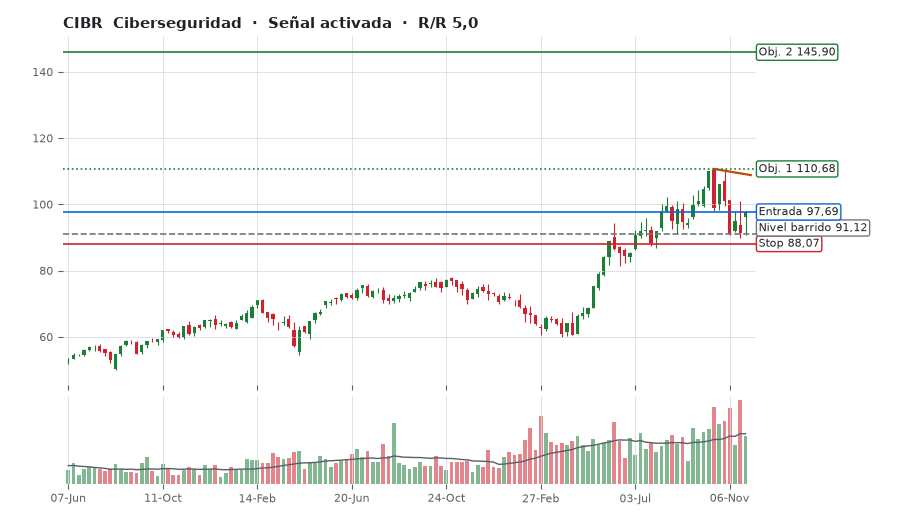 CIBR Ciberseguridad · Señal activada · R/R 5,0
Obj. 2 145,90
140
120
Obj. 1 110,68
100
Entrada 97,69
Nivel barrido 91,12
Stop 88,07
80
60
07-Jun 11-Oct 14-Feb 20-Jun 24-Oct 27-Feb 03-Jul 06-Nov